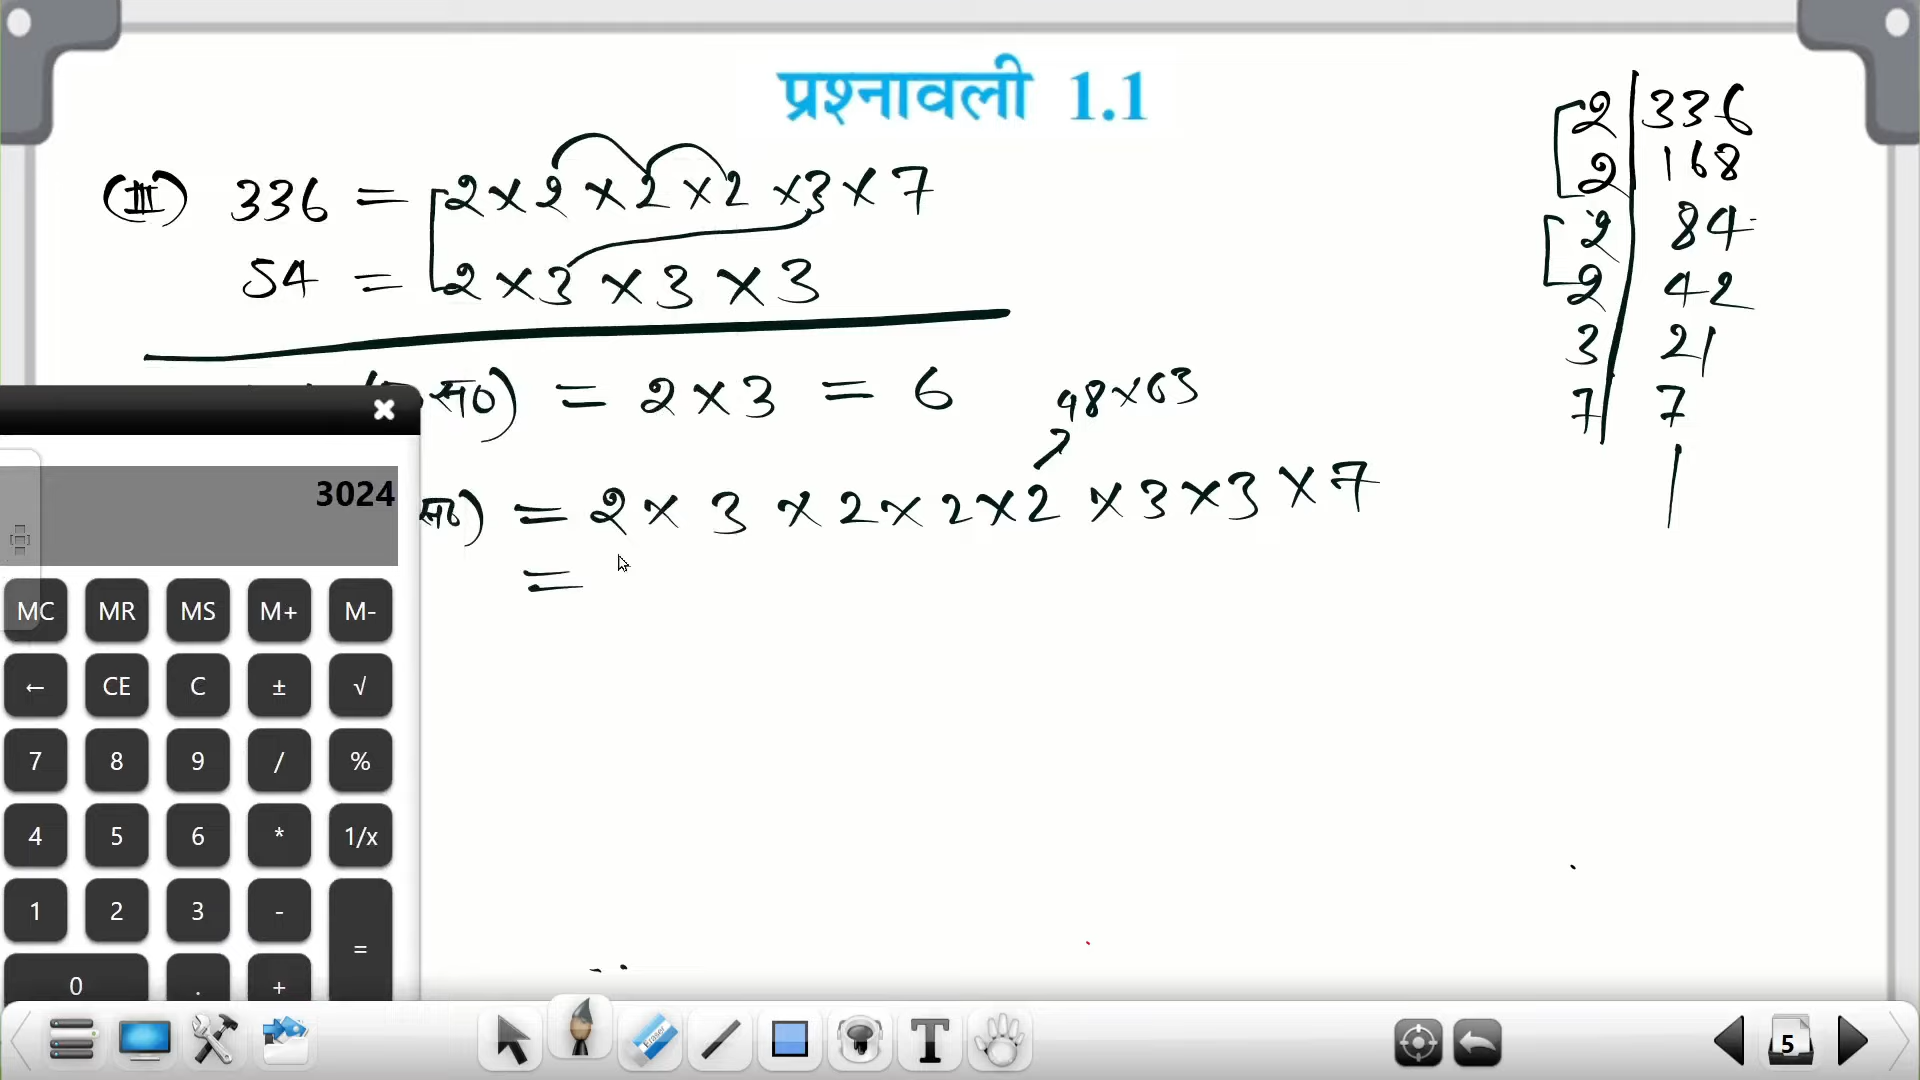 प्रश्नावली 1.1
(III) 336 = 2 × 2 × 2 × 2 × 3 × 7
54 = 2 × 3 × 3 × 3
स०) = 2 × 3 = 6
48 × 63
स०) = 2 × 3 × 2 × 2 × 2 × 3 × 3 × 7
=
2 | 336
2 | 168
2 | 84
2 | 42
3 | 21
7 | 7
1
3024
MC MR MS M+ M-
← CE C ± √
7 8 9 / %
4 5 6 * 1/x
1 2 3 - =
0 . +
Eraser
T
5